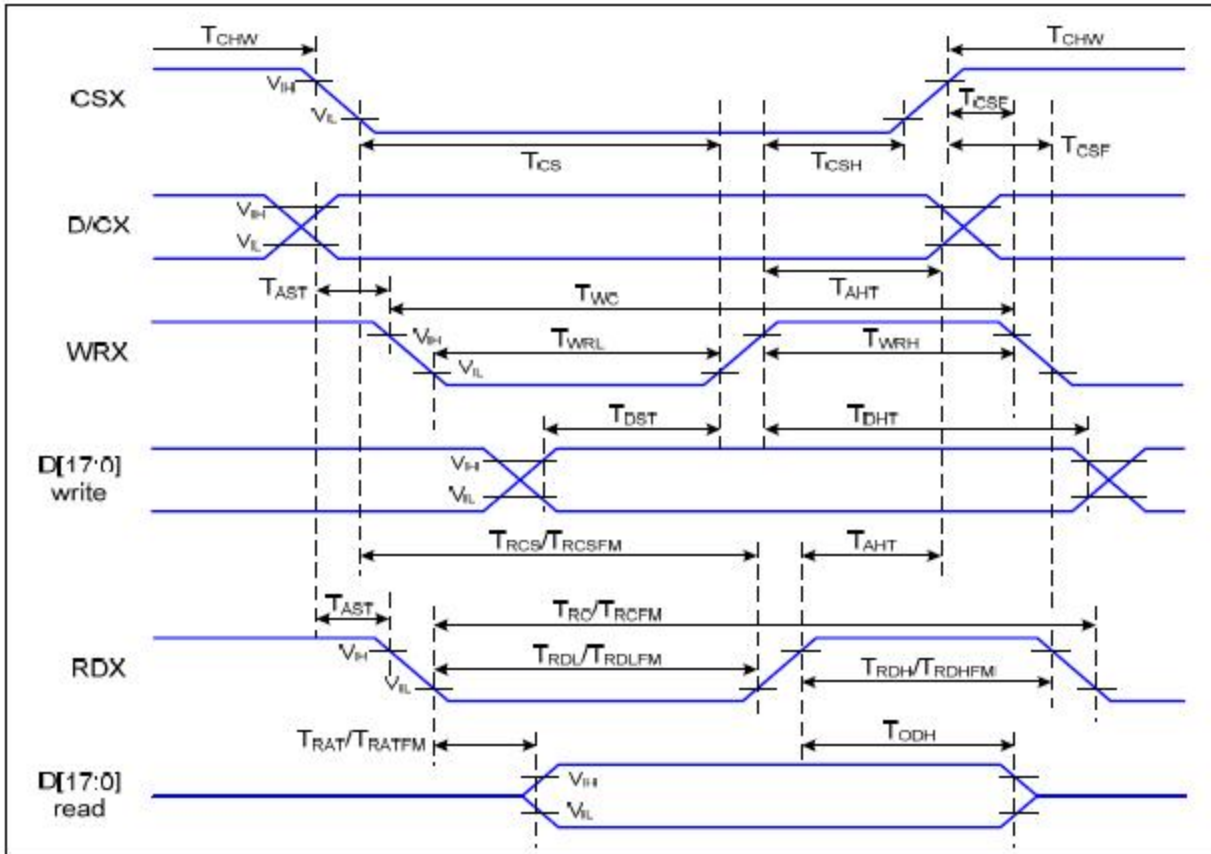 TCHW TCHW
VIH
CSX TCSF
VIL
TCS TCSH TCSF
VIH
D/CX
VIL
TAST TWC TAHT
VIH
WRX TWRL TWRH
VIL
TDST TDHT
D[17:0] VIH
write VIL
TRCS/TRCSFM TAHT
TAST TRC/TRCFM
RDX VIH TRDL/TRDLFM TRDH/TRDHFM
VIL
TRAT/TRATFM TODH
D[17:0] VIH
read VIL